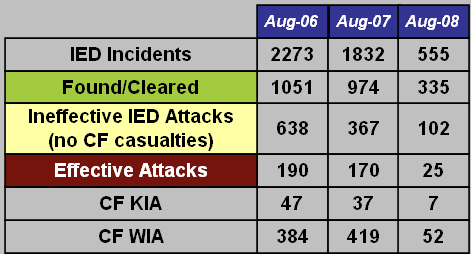 Aug-06 Aug-07 Aug-08
IED Incidents 2273 1832 555
Found/Cleared 1051 974 335
Ineffective IED Attacks
(no CF casualties) 638 367 102
Effective Attacks 190 170 25
CF KIA 47 37 7
CF WIA 384 419 52